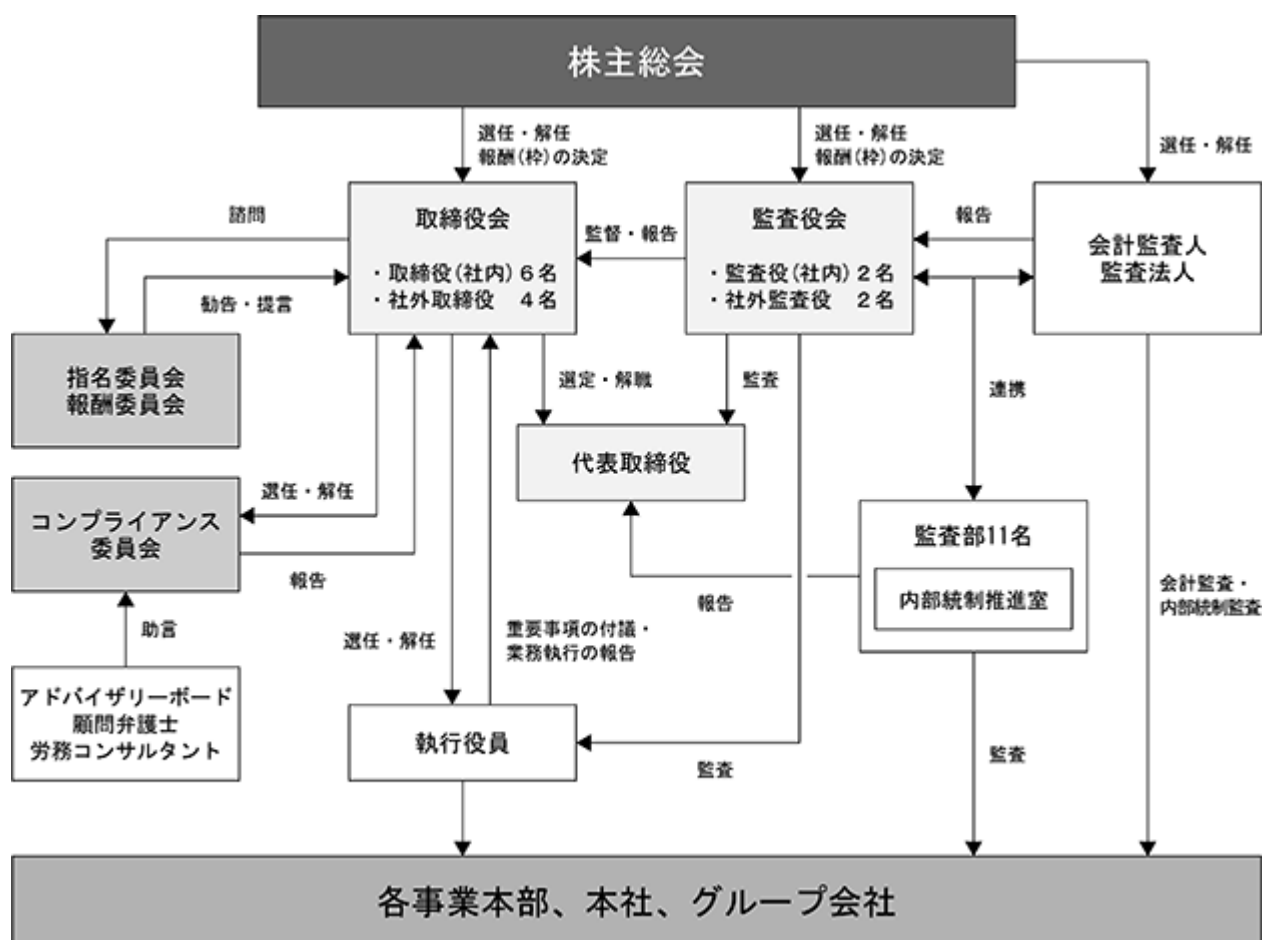 株主総会
選任・解任
報酬(枠)の決定
選任・解任
報酬(枠)の決定
選任・解任
諮問
取締役会
・取締役(社内)6名
・社外取締役 4名
監督・報告
監査役会
・監査役(社内)2名
・社外監査役 2名
報告
会計監査人
監査法人
勧告・提言
指名委員会
報酬委員会
選定・解職
監査
連携
代表取締役
選任・解任
コンプライアンス
委員会
報告
監査部11名
内部統制推進室
報告
会計監査・
内部統制監査
助言
選任・解任
重要事項の付議・
業務執行の報告
アドバイザリーボード
顧問弁護士
労務コンサルタント
執行役員
監査
監査
各事業本部、本社、グループ会社